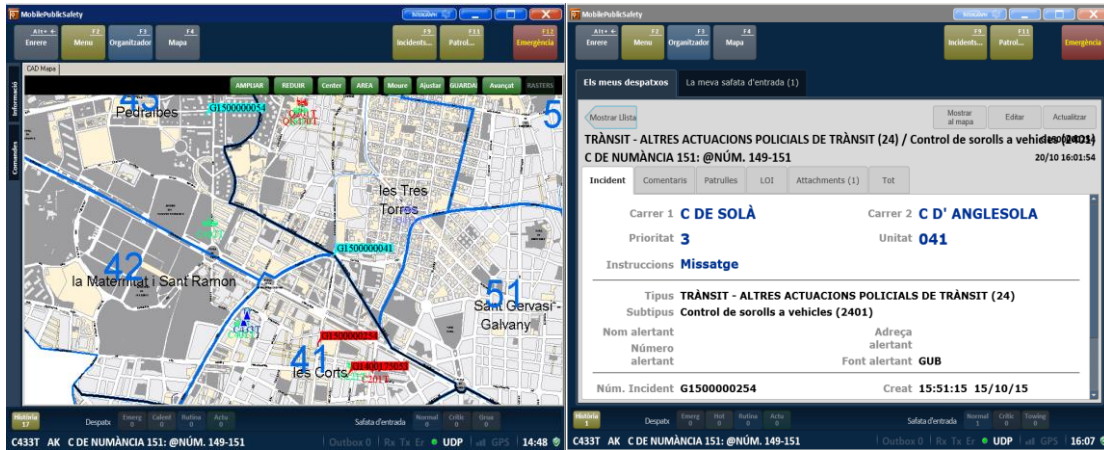 MobilePublicSafety
Alt+ ← F2 F3 F4 F9 F11 F12
Enrere Menu Organitzador Mapa Incidents... Patrol... Emergència
CAD Mapa
AMPLIAR REDUIR Center AREA Moure Ajustar GUARDA Avançat RASTERS
Informació
Comandes
43
Pedralbes
G1500000054
5
les Tres
Torres
G1500000041
42
la Maternitat i Sant Ramon
51
Sant Gervasi-
Galvany
G1500000254
41
les Corts
G1400175053
C201T
Història Despatx Emerg Calent Rutina Actu Safata d'entrada Normal Crític Grua
17 0 0 0 0 0 0 0
C433T AK C DE NUMÀNCIA 151: @NÚM. 149-151 Outbox 0 Rx Tx Er UDP GPS 14:48
MobilePublicSafety
Alt+ ← F2 F3 F4 F9 F11
Enrere Menu Organitzador Mapa Incidents... Patrol... Emergència
Els meus despatxos La meva safata d'entrada (1)
Mostrar Llista Mostrar al mapa Editar Actualitzar
TRÀNSIT - ALTRES ACTUACIONS POLICIALS DE TRÀNSIT (24) / Control de sorolls a vehicles (2401)
C DE NUMÀNCIA 151: @NÚM. 149-151 20/10 16:01:54
Incident Comentaris Patrulles LOI Attachments (1) Tot
Carrer 1 C DE SOLÀ Carrer 2 C D' ANGLESOLA
Prioritat 3 Unitat 041
Instruccions Missatge
Tipus TRÀNSIT - ALTRES ACTUACIONS POLICIALS DE TRÀNSIT (24)
Subtipus Control de sorolls a vehicles (2401)
Nom alertant Adreça alertant
Número alertant Font alertant GUB
Núm. Incident G1500000254 Creat 15:51:15 15/10/15
Història Despatx Emerg Hot Rutina Actu Safata d'entrada Normal Crític Towing
1 0 0 0 0 1 0 0
C433T AK C DE NUMÀNCIA 151: @NÚM. 149-151 Outbox 0 Rx Tx Er UDP GPS 16:07